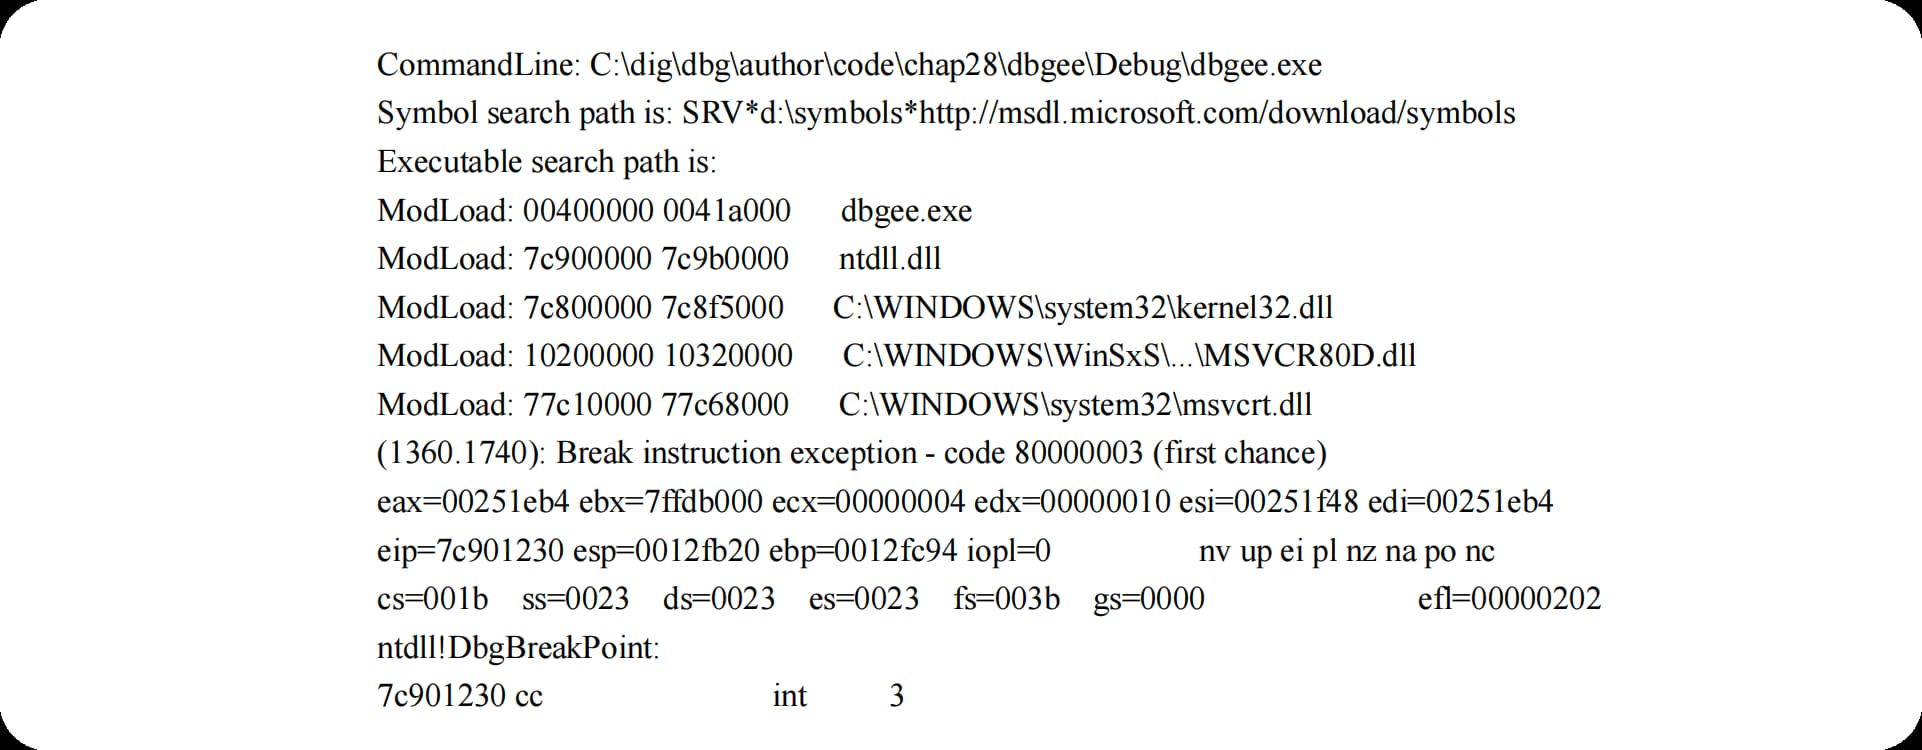 CommandLine: C:\dig\dbg\author\code\chap28\dbgee\Debug\dbgee.exe
Symbol search path is: SRV*d:\symbols*http://msdl.microsoft.com/download/symbols
Executable search path is:
ModLoad: 00400000 0041a000 dbgee.exe
ModLoad: 7c900000 7c9b0000 ntdll.dll
ModLoad: 7c800000 7c8f5000 C:\WINDOWS\system32\kernel32.dll
ModLoad: 10200000 10320000 C:\WINDOWS\WinSxS\...\MSVCR80D.dll
ModLoad: 77c10000 77c68000 C:\WINDOWS\system32\msvcrt.dll
(1360.1740): Break instruction exception - code 80000003 (first chance)
eax=00251eb4 ebx=7ffdb000 ecx=00000004 edx=00000010 esi=00251f48 edi=00251eb4
eip=7c901230 esp=0012fb20 ebp=0012fc94 iopl=0 nv up ei pl nz na po nc
cs=001b ss=0023 ds=0023 es=0023 fs=003b gs=0000 efl=00000202
ntdll!DbgBreakPoint:
7c901230 cc int 3